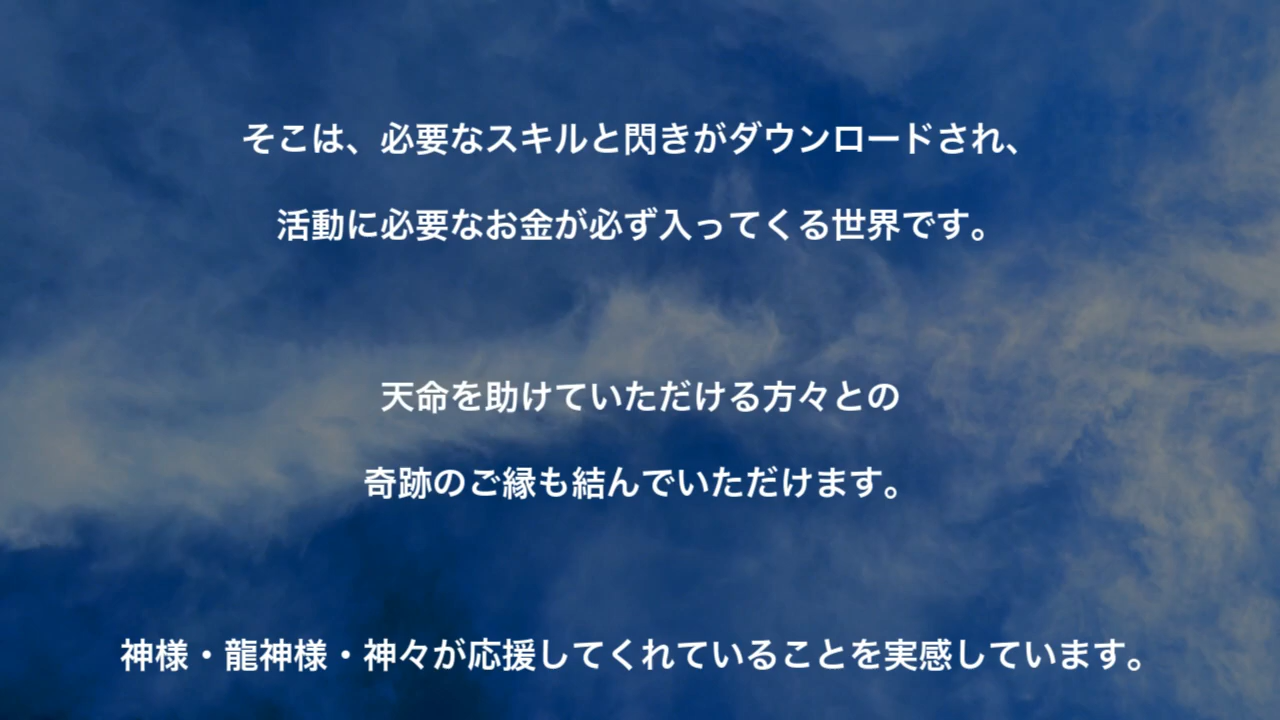 そこは、必要なスキルと閃きがダウンロードされ、
活動に必要なお金が必ず入ってくる世界です。
天命を助けていただける方々との
奇跡のご縁も結んでいただけます。
神様・龍神様・神々が応援してくれていることを実感しています。